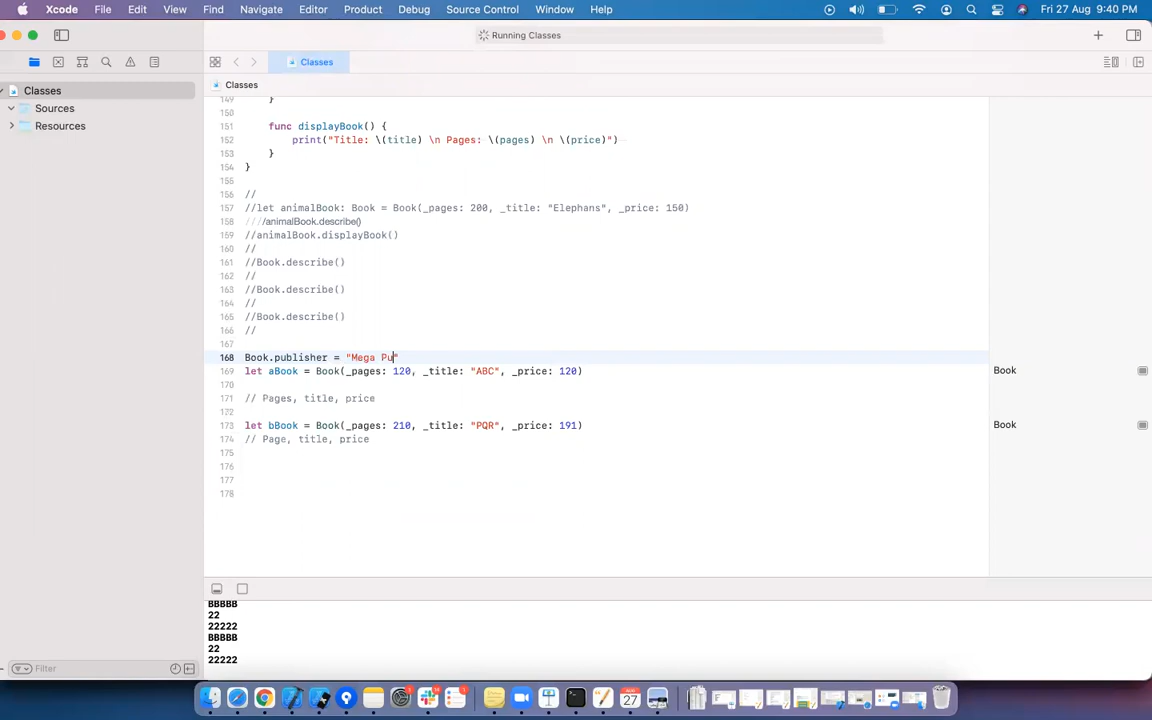 Xcode File Edit View Find Navigate Editor Product Debug Source Control Window Help Fri 27 Aug 9:40 PM
Running Classes
Classes
Classes
Classes
Sources
Resources
149 }
150
151 func displayBook() {
152 print("Title: \(title) \n Pages: \(pages) \n \(price)")
153 }
154 }
155
156 //
157 //let animalBook: Book = Book(_pages: 200, _title: "Elephans", _price: 150)
158 ////animalBook.describe()
159 //animalBook.displayBook()
160 //
161 //Book.describe()
162 //
163 //Book.describe()
164 //
165 //Book.describe()
166 //
167
168 Book.publisher = "Mega Pu"
169 let aBook = Book(_pages: 120, _title: "ABC", _price: 120) Book
170
171 // Pages, title, price
172
173 let bBook = Book(_pages: 210, _title: "PQR", _price: 191) Book
174 // Page, title, price
175
176
177
178
BBBBB
22
22222
BBBBB
22
22222
Filter
AUG
27